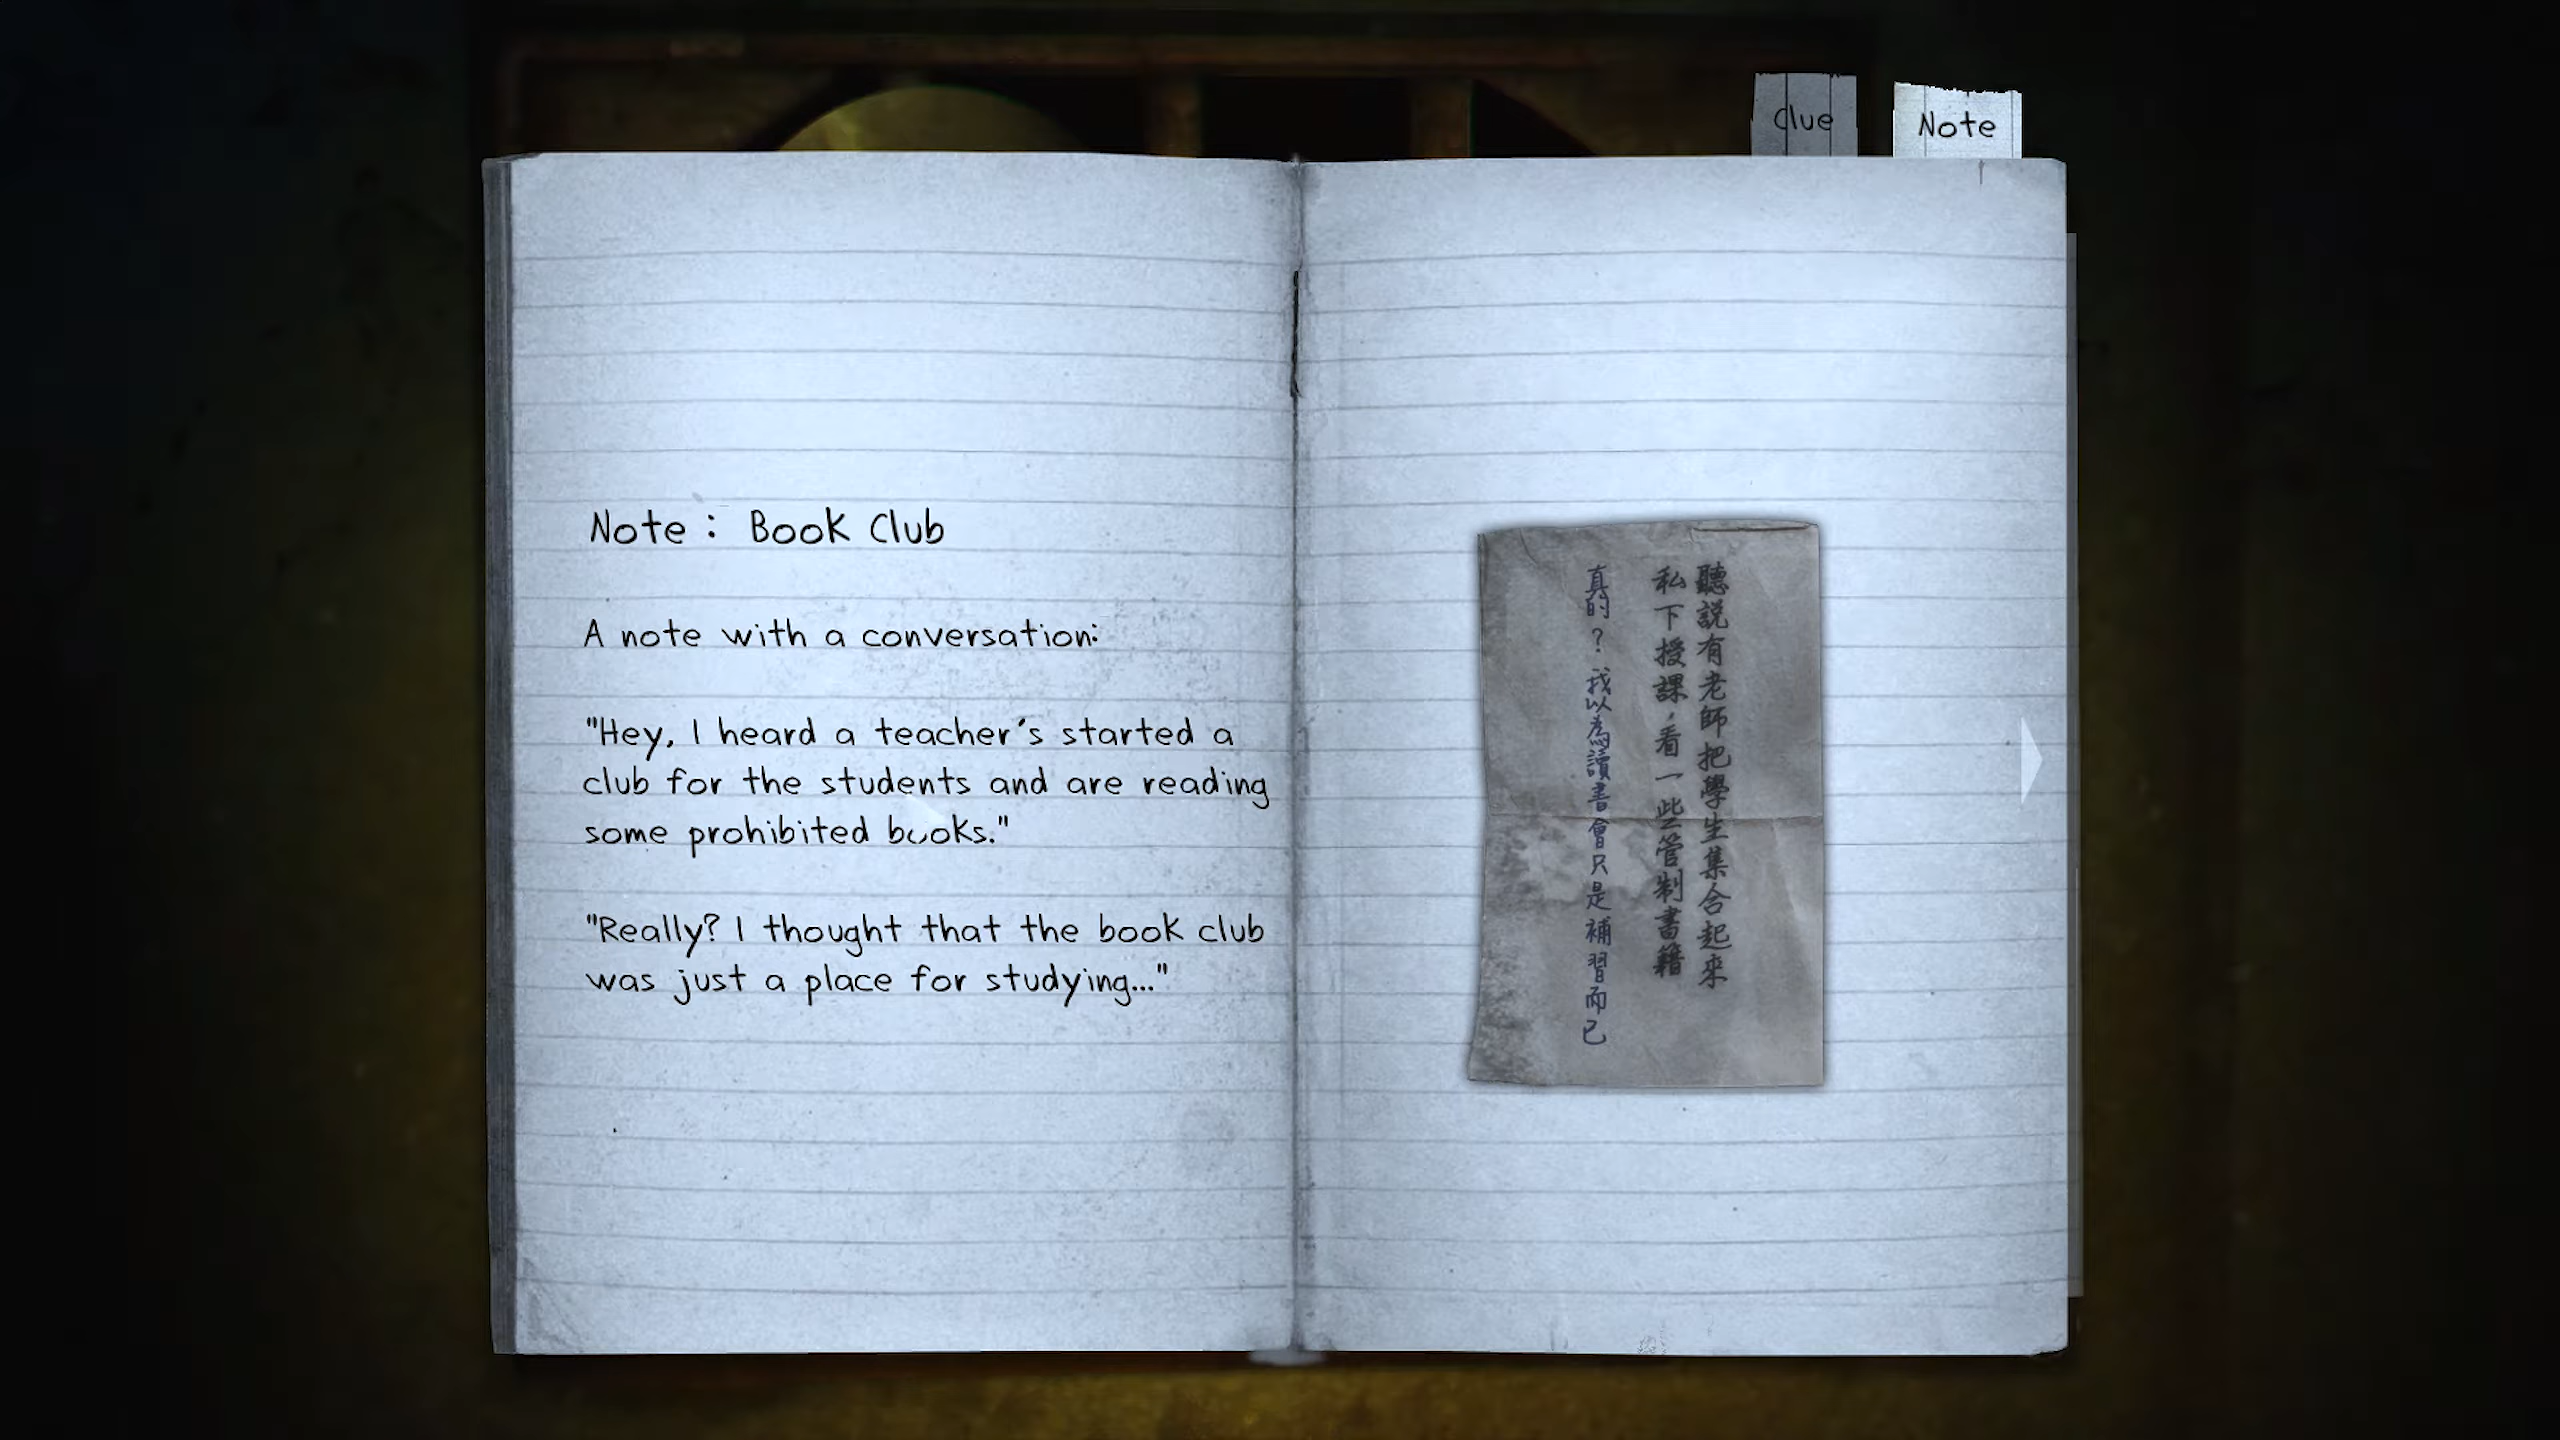 Clue
Note
Note : Book Club
A note with a conversation:
"Hey, I heard a teacher's started a
club for the students and are reading
some prohibited books."
"Really? I thought that the book club
was just a place for studying..."
聽說有老師把學生集合起來
私下授課，看一些管制書籍
真的？我以為讀書會只是補習而已